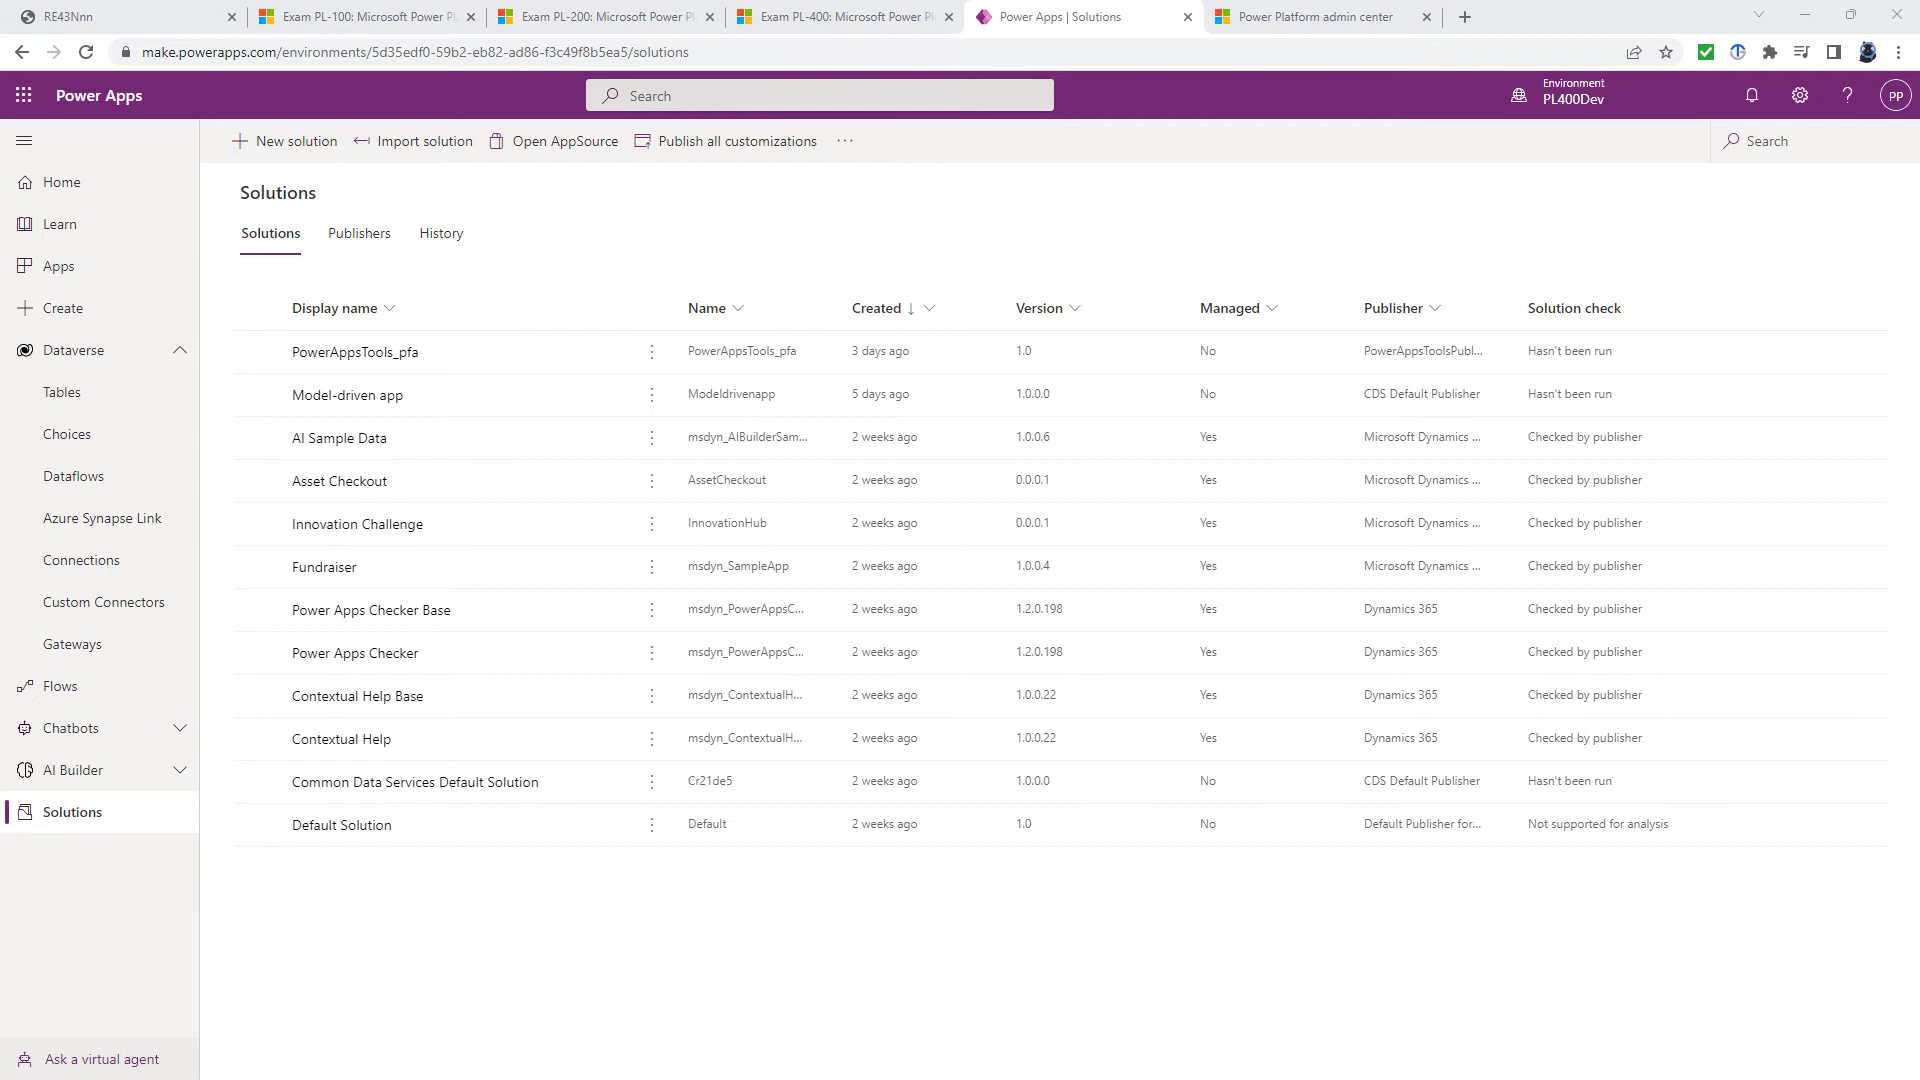 RE43Nnn
Exam PL-100: Microsoft Power Pl
Exam PL-200: Microsoft Power Pl
Exam PL-400: Microsoft Power Pl
Power Apps | Solutions
Power Platform admin center
make.powerapps.com/environments/5d35edf0-59b2-eb82-ad86-f3c49f8b5ea5/solutions
Power Apps
Search
Environment
PL400Dev
PP
New solution
Import solution
Open AppSource
Publish all customizations
Search
Home
Learn
Apps
Create
Dataverse
Tables
Choices
Dataflows
Azure Synapse Link
Connections
Custom Connectors
Gateways
Flows
Chatbots
AI Builder
Solutions
Ask a virtual agent
Solutions
Solutions Publishers History
Display name Name Created Version Managed Publisher Solution check
PowerAppsTools_pfa PowerAppsTools_pfa 3 days ago 1.0 No PowerAppsToolsPubl... Hasn't been run
Model-driven app Modeldrivenapp 5 days ago 1.0.0.0 No CDS Default Publisher Hasn't been run
AI Sample Data msdyn_AIBuilderSam... 2 weeks ago 1.0.0.6 Yes Microsoft Dynamics ... Checked by publisher
Asset Checkout AssetCheckout 2 weeks ago 0.0.0.1 Yes Microsoft Dynamics ... Checked by publisher
Innovation Challenge InnovationHub 2 weeks ago 0.0.0.1 Yes Microsoft Dynamics ... Checked by publisher
Fundraiser msdyn_SampleApp 2 weeks ago 1.0.0.4 Yes Microsoft Dynamics ... Checked by publisher
Power Apps Checker Base msdyn_PowerAppsC... 2 weeks ago 1.2.0.198 Yes Dynamics 365 Checked by publisher
Power Apps Checker msdyn_PowerAppsC... 2 weeks ago 1.2.0.198 Yes Dynamics 365 Checked by publisher
Contextual Help Base msdyn_ContextualH... 2 weeks ago 1.0.0.22 Yes Dynamics 365 Checked by publisher
Contextual Help msdyn_ContextualH... 2 weeks ago 1.0.0.22 Yes Dynamics 365 Checked by publisher
Common Data Services Default Solution Cr21de5 2 weeks ago 1.0.0.0 No CDS Default Publisher Hasn't been run
Default Solution Default 2 weeks ago 1.0 No Default Publisher for... Not supported for analysis